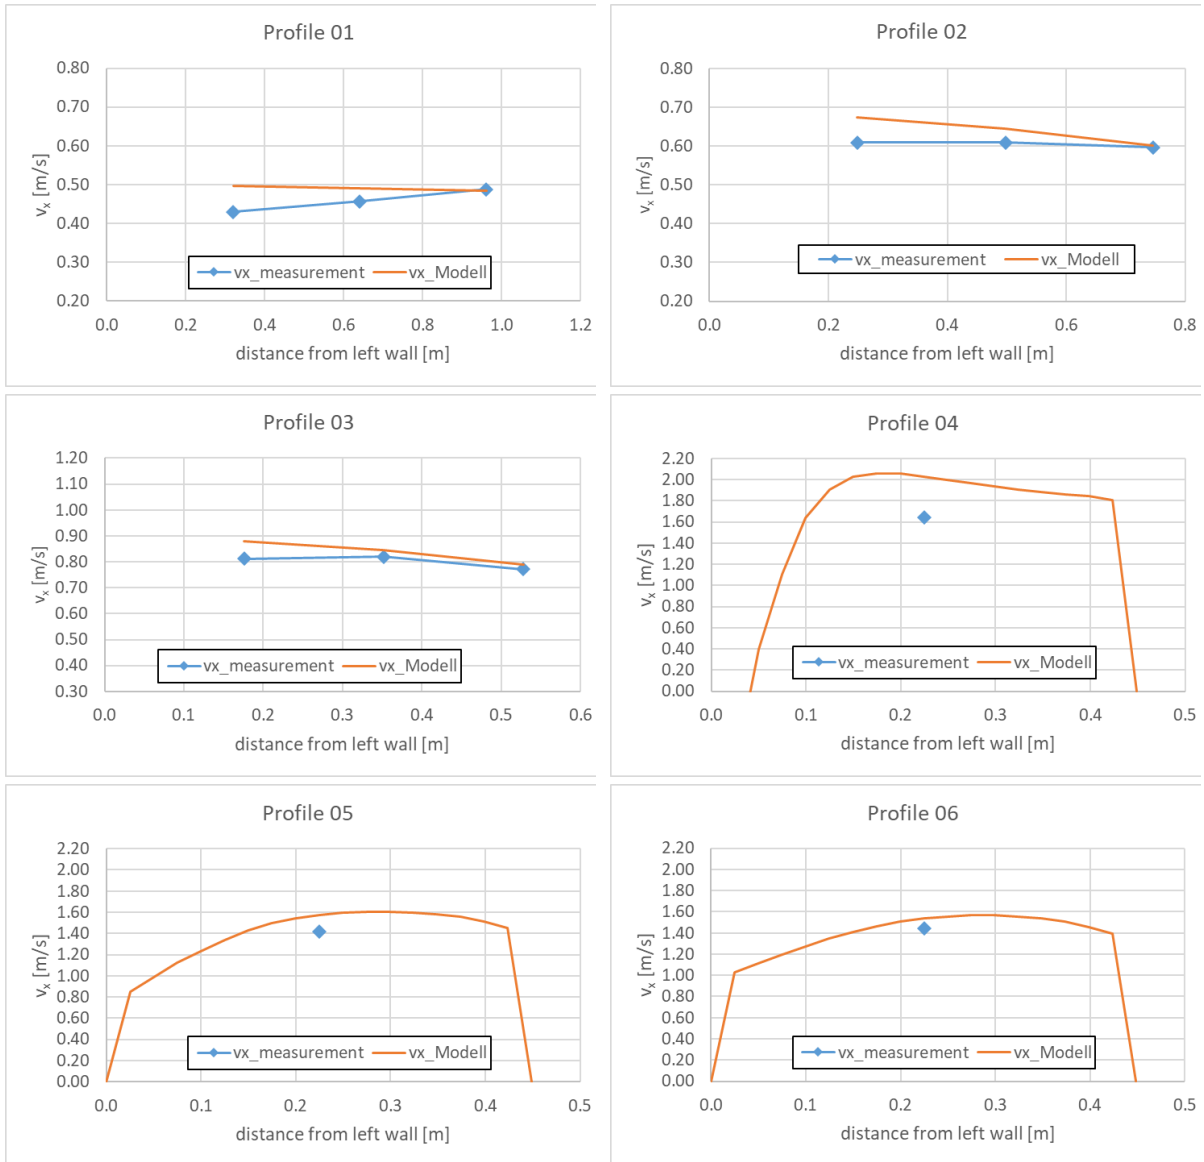 Profile 01
0.80
0.70
0.60
0.50
0.40
0.30
0.20
vx [m/s]
vx_measurement vx_Modell
0.0 0.2 0.4 0.6 0.8 1.0 1.2
distance from left wall [m]
Profile 02
0.80
0.70
0.60
0.50
0.40
0.30
0.20
vx [m/s]
vx_measurement vx_Modell
0.0 0.2 0.4 0.6 0.8
distance from left wall [m]
Profile 03
1.20
1.10
1.00
0.90
0.80
0.70
0.60
0.50
0.40
0.30
vx [m/s]
vx_measurement vx_Modell
0.0 0.1 0.2 0.3 0.4 0.5 0.6
distance from left wall [m]
Profile 04
2.20
2.00
1.80
1.60
1.40
1.20
1.00
0.80
0.60
0.40
0.20
0.00
vx [m/s]
vx_measurement vx_Modell
0.0 0.1 0.2 0.3 0.4 0.5
distance from left wall [m]
Profile 05
2.20
2.00
1.80
1.60
1.40
1.20
1.00
0.80
0.60
0.40
0.20
0.00
vx [m/s]
vx_measurement vx_Modell
0.0 0.1 0.2 0.3 0.4 0.5
distance from left wall [m]
Profile 06
2.20
2.00
1.80
1.60
1.40
1.20
1.00
0.80
0.60
0.40
0.20
0.00
vx [m/s]
vx_measurement vx_Modell
0.0 0.1 0.2 0.3 0.4 0.5
distance from left wall [m]